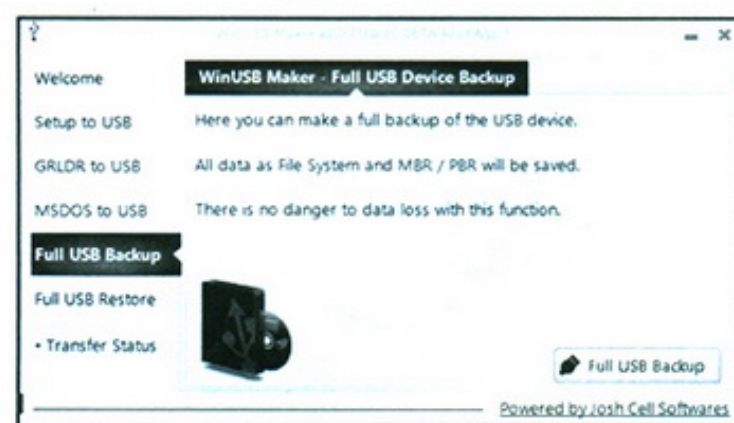 Welcome
Setup to USB
GRLDR to USB
MSDOS to USB
Full USB Backup
Full USB Restore
• Transfer Status
WinUSB Maker - Full USB Device Backup
Here you can make a full backup of the USB device.
All data as File System and MBR / PBR will be saved.
There is no danger to data loss with this function.
Full USB Backup
Powered by Josh Cell Softwares